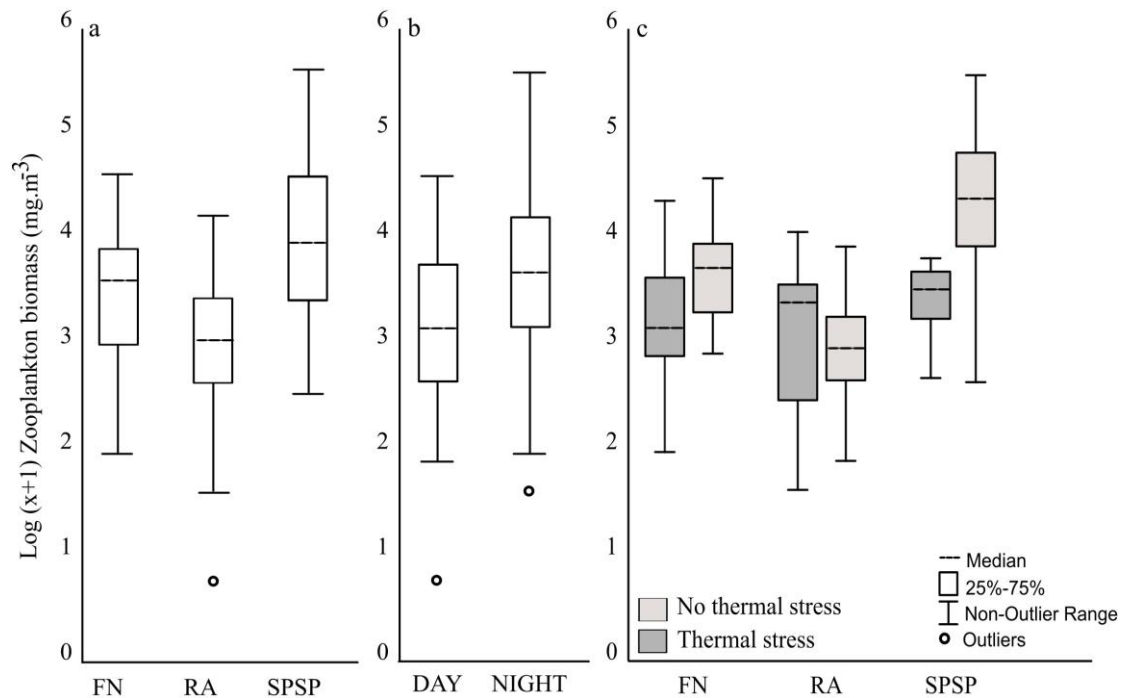 6 a
5
4
3
2
1
0
Log (x+1) Zooplankton biomass (mg.m⁻³)
FN RA SPSP
6 b
5
4
3
2
1
0
DAY NIGHT
6 c
5
4
3
2
1
0
No thermal stress
Thermal stress
Median
25%-75%
Non-Outlier Range
Outliers
FN RA SPSP